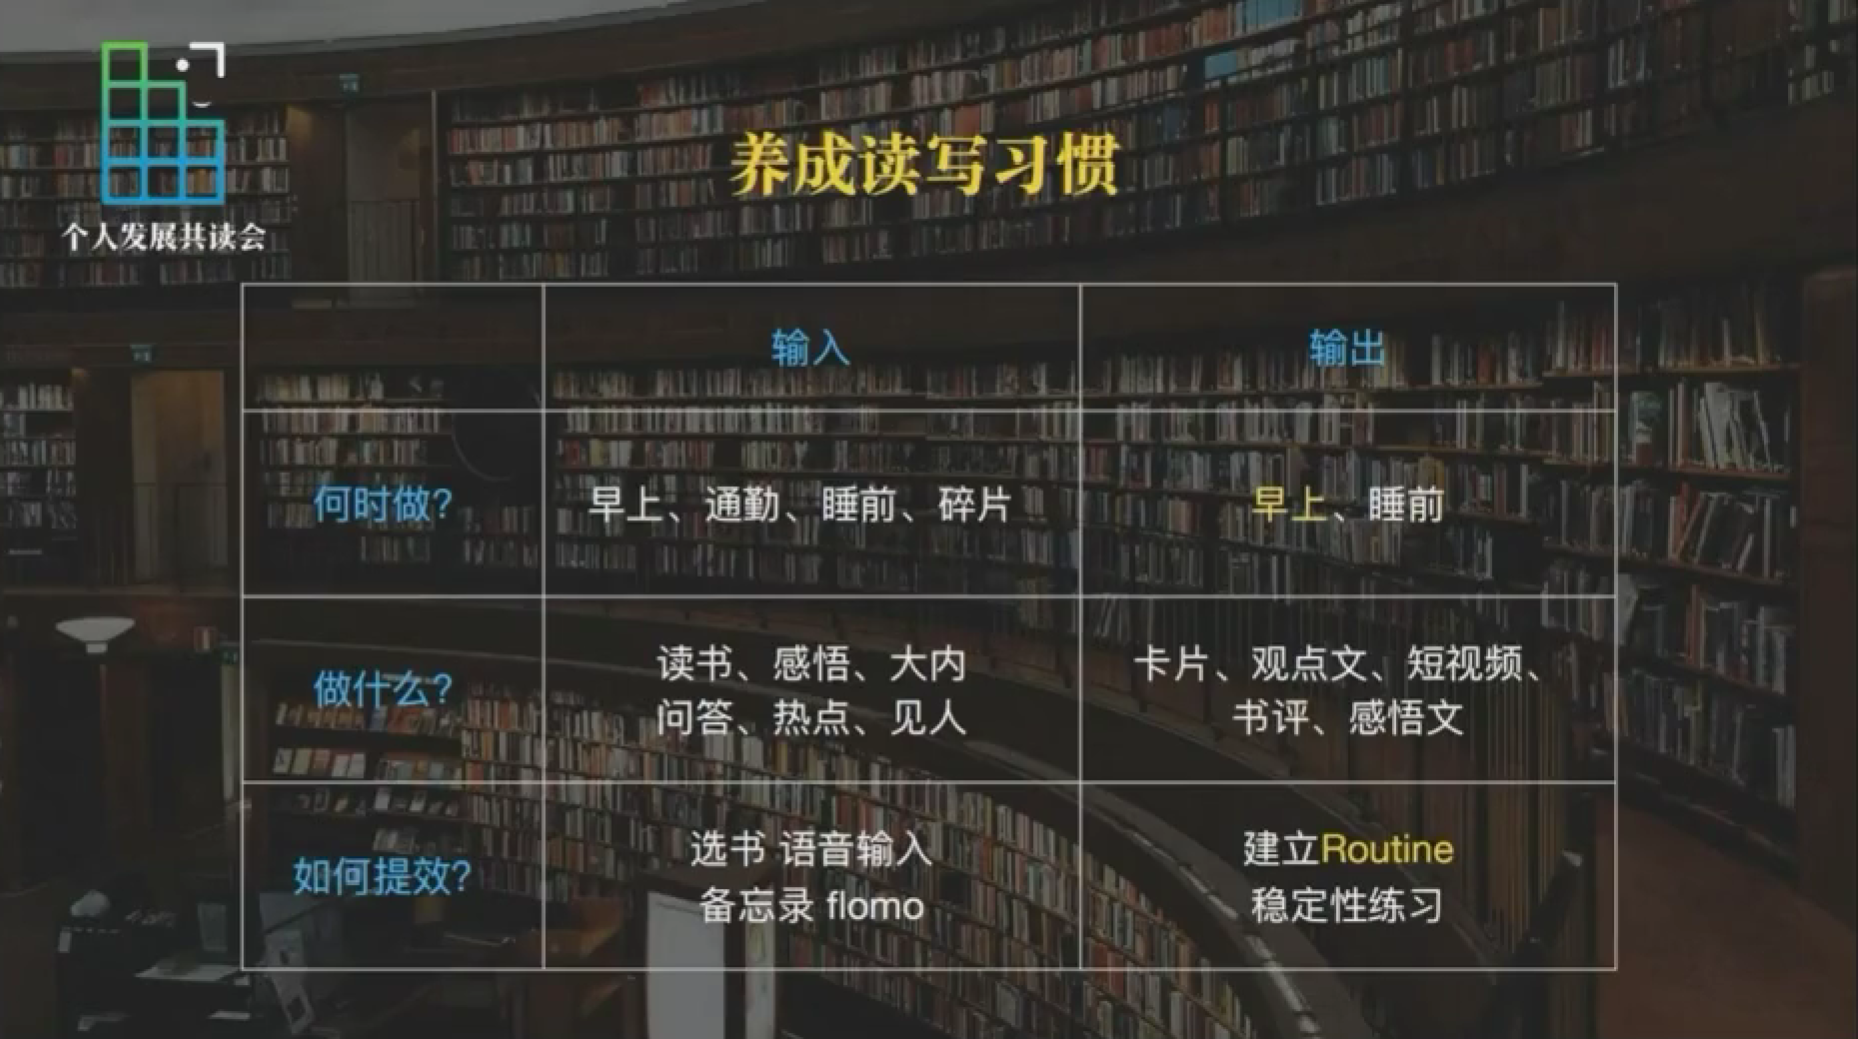 个人发展共读会
养成读写习惯
输入
输出
何时做?
早上、通勤、睡前、碎片
早上、睡前
做什么?
读书、感悟、大内
问答、热点、见人
卡片、观点文、短视频、
书评、感悟文
如何提效?
选书 语音输入
备忘录 flomo
建立Routine
稳定性练习